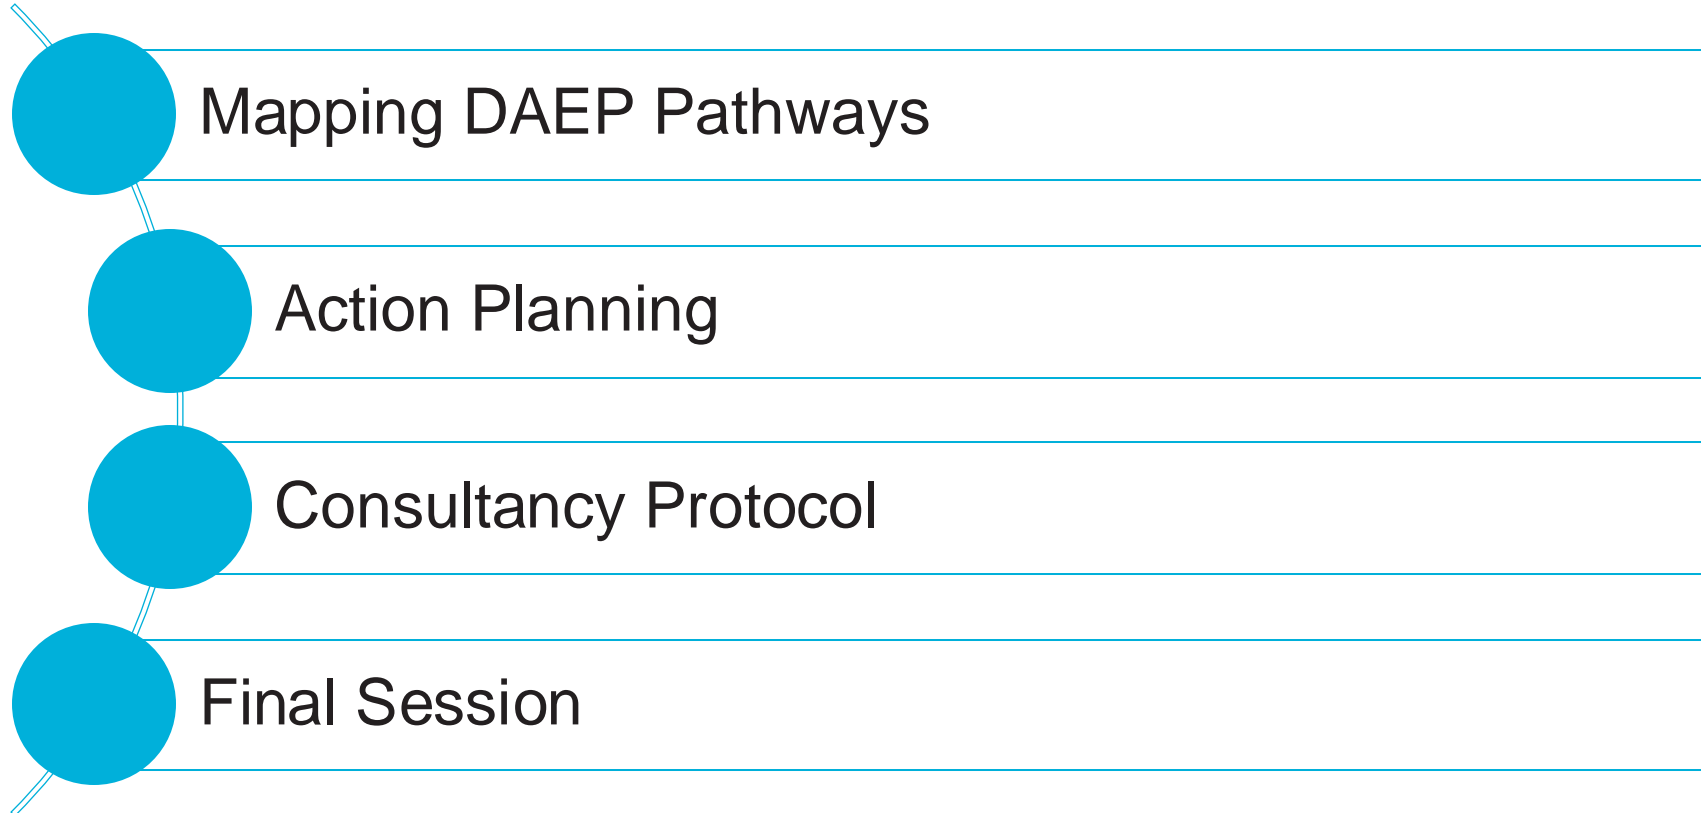 Mapping DAEP Pathways
Action Planning
Consultancy Protocol
Final Session